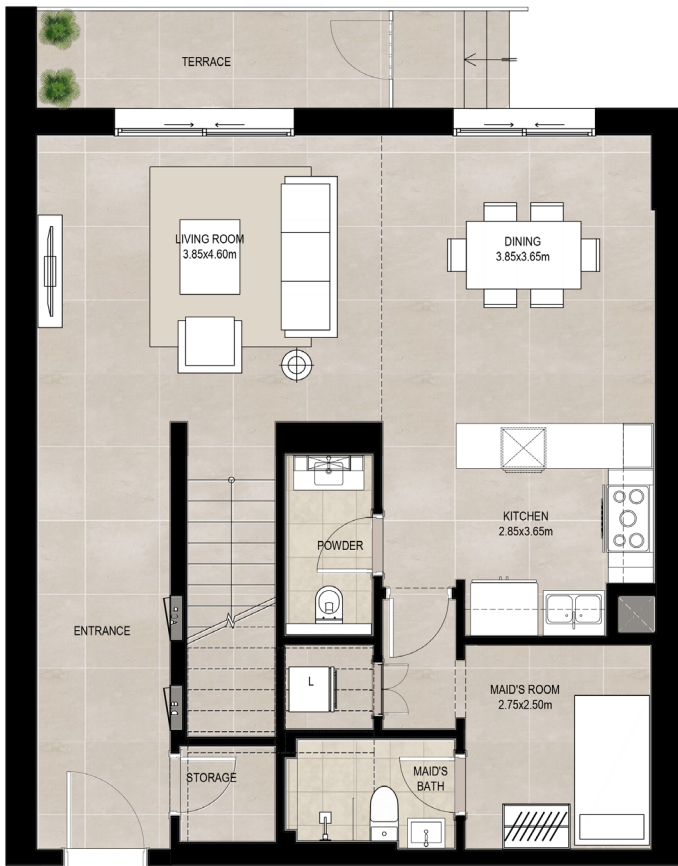 TERRACE
LIVING ROOM
3.85x4.60m
DINING
3.85x3.65m
KITCHEN
2.85x3.65m
POWDER
ENTRANCE
L
MAID'S ROOM
2.75x2.50m
STORAGE
MAID'S
BATH